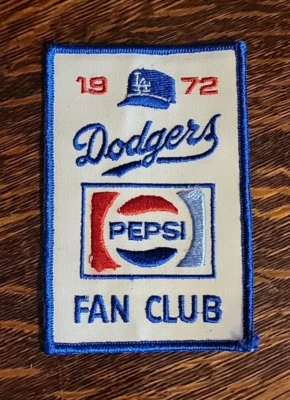 19 LA 72
Dodgers
PEPSI
FAN CLUB